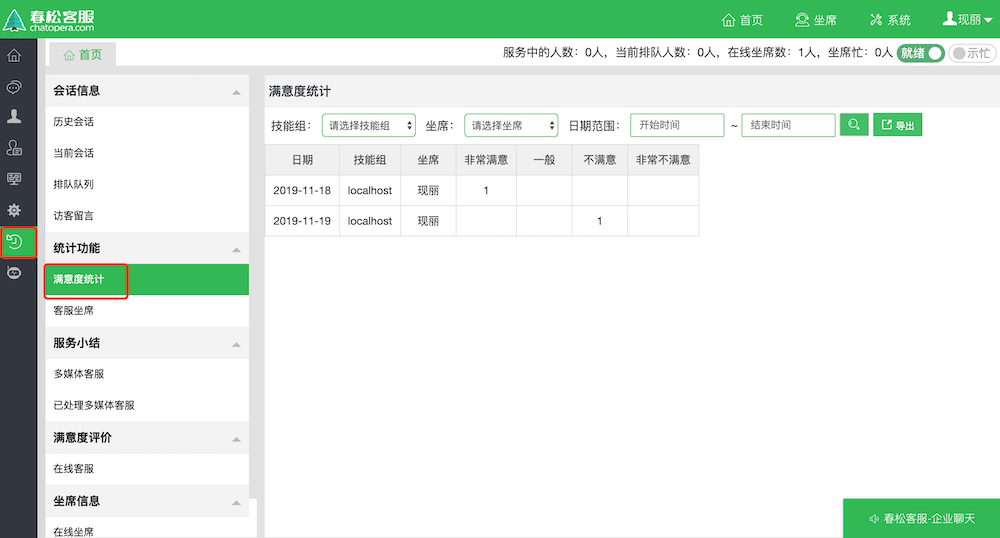 春松客服
chatopera.com
首页 坐席 系统 现丽
首页
服务中的人数：0人，当前排队人数：0人，在线坐席数：1人，坐席忙：0人 就绪 示忙
会话信息
历史会话
当前会话
排队队列
访客留言
统计功能
满意度统计
客服坐席
服务小结
多媒体客服
已处理多媒体客服
满意度评价
在线客服
坐席信息
在线坐席
满意度统计
技能组： 请选择技能组 坐席： 请选择坐席 日期范围： 开始时间 ~ 结束时间 导出
日期 技能组 坐席 非常满意 一般 不满意 非常不满意
2019-11-18 localhost 现丽 1
2019-11-19 localhost 现丽 1
春松客服-企业聊天